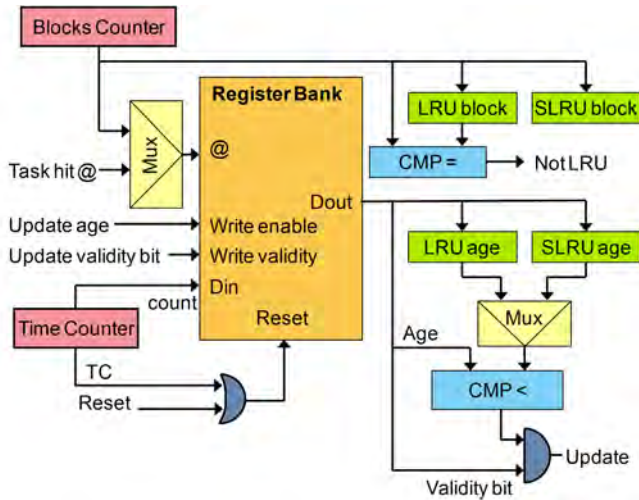 Blocks Counter
Register Bank
LRU block
SLRU block
Mux
@
Task hit @
CMP =
Not LRU
Dout
Update age
Write enable
Update validity bit
Write validity
LRU age
SLRU age
count
Din
Time Counter
Reset
Mux
Age
TC
CMP <
Reset
Update
Validity bit